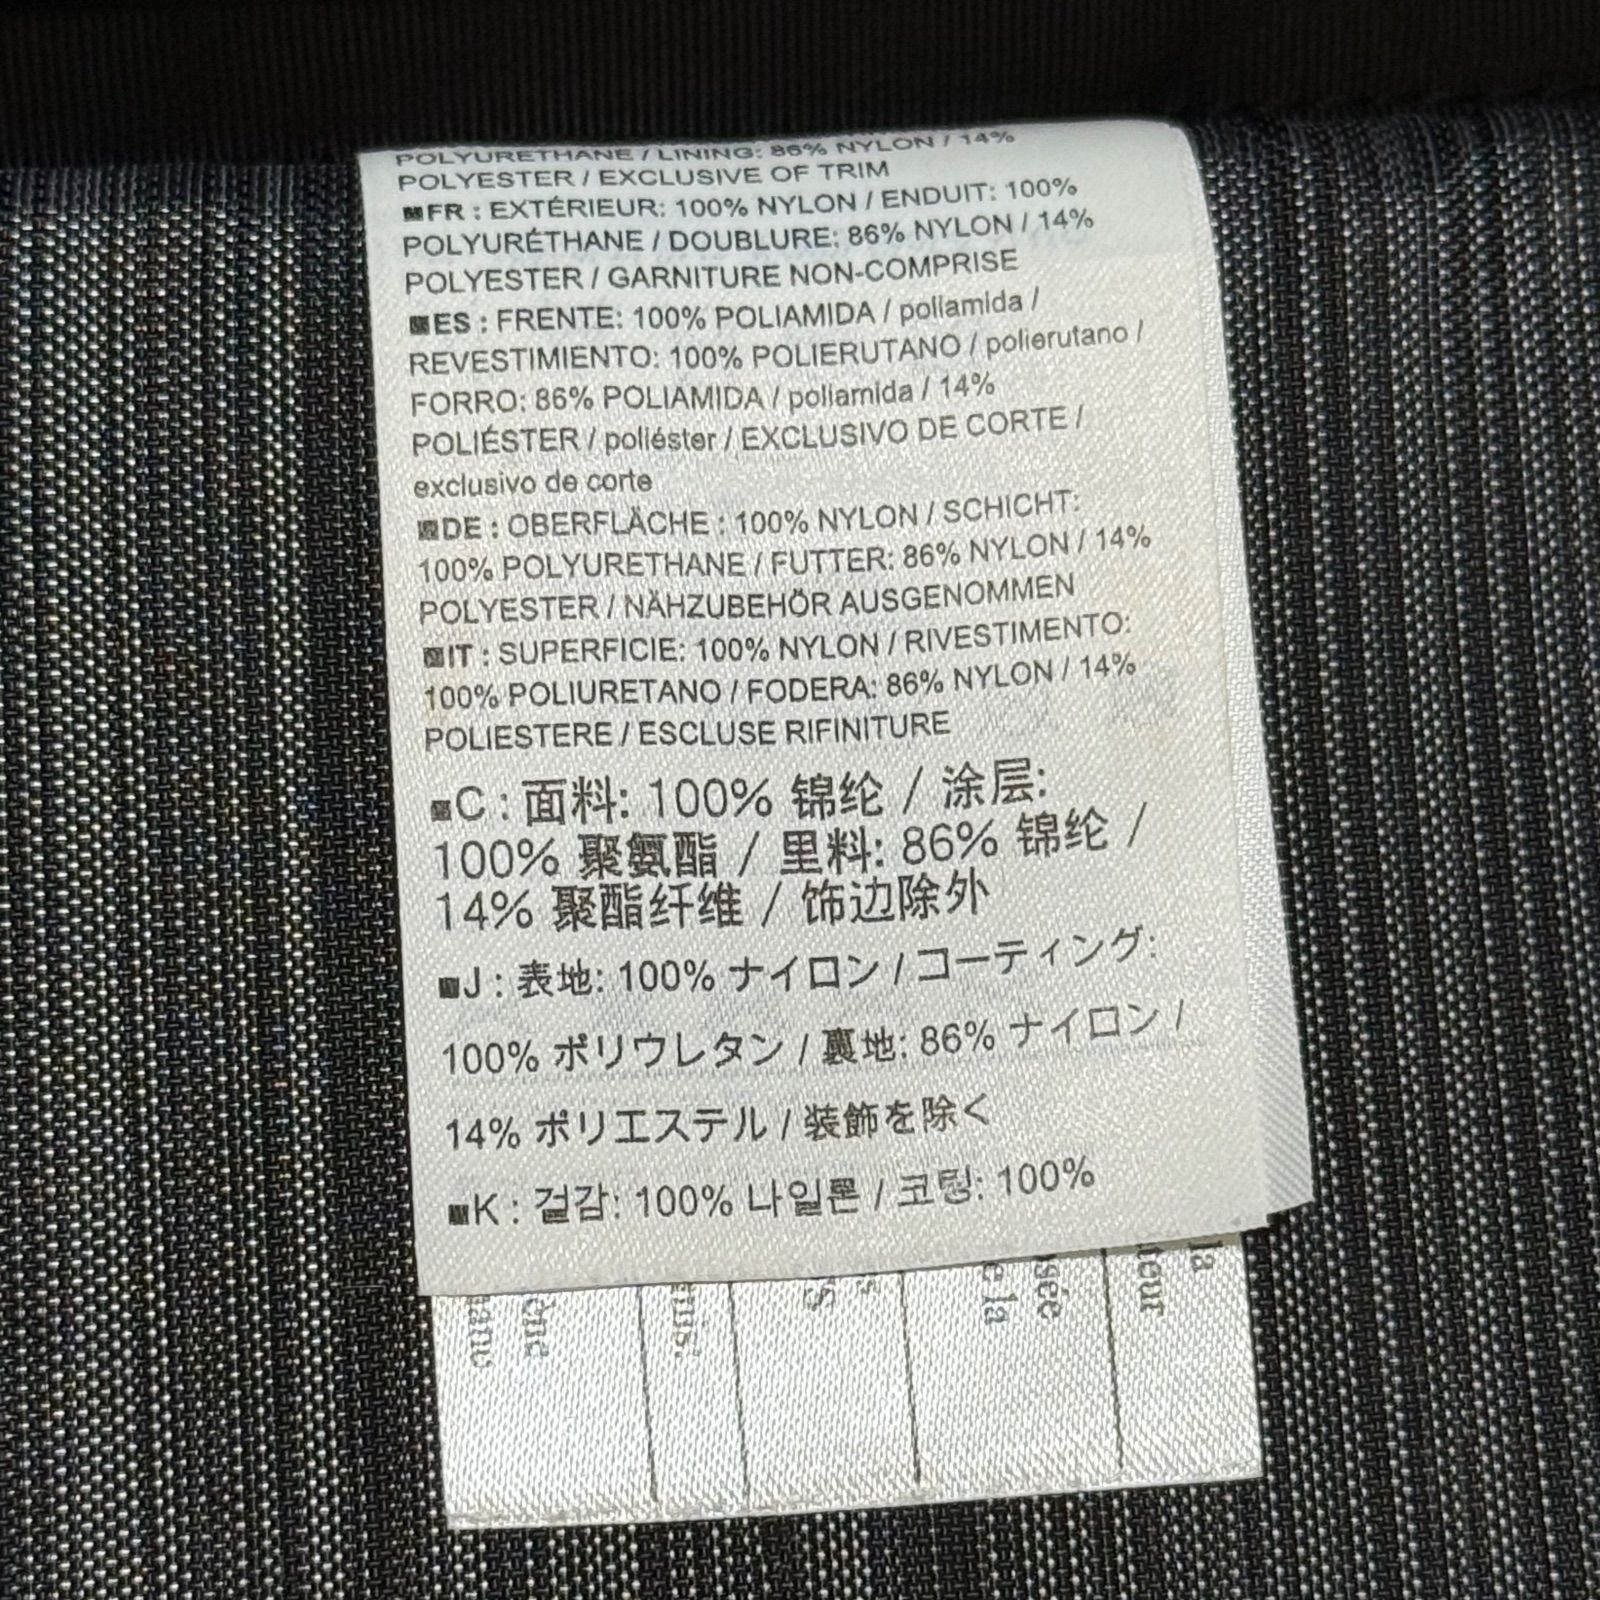 POLYURETHANE / LINING: 86% NYLON / 14%
POLYESTER / EXCLUSIVE OF TRIM
■FR : EXTÉRIEUR: 100% NYLON / ENDUIT: 100%
POLYURÉTHANE / DOUBLURE: 86% NYLON / 14%
POLYESTER / GARNITURE NON-COMPRISE
■ES : FRENTE: 100% POLIAMIDA / poliamida /
REVESTIMIENTO: 100% POLIERUTANO / polierutano /
FORRO: 86% POLIAMIDA / poliamida / 14%
POLIÉSTER / poliéster / EXCLUSIVO DE CORTE /
exclusivo de corte
■DE : OBERFLÄCHE : 100% NYLON / SCHICHT:
100% POLYURETHANE / FUTTER: 86% NYLON / 14%
POLYESTER / NÄHZUBEHÖR AUSGENOMMEN
■IT : SUPERFICIE: 100% NYLON / RIVESTIMENTO:
100% POLIURETANO / FODERA: 86% NYLON / 14%
POLIESTERE / ESCLUSE RIFINITURE
■C : 面料: 100% 锦纶 / 涂层:
100% 聚氨酯 / 里料: 86% 锦纶 /
14% 聚酯纤维 / 饰边除外
■J : 表地: 100% ナイロン / コーティング:
100% ポリウレタン / 裏地: 86% ナイロン /
14% ポリエステル / 装飾を除く
■K : 겉감: 100% 나일론 / 코팅: 100%